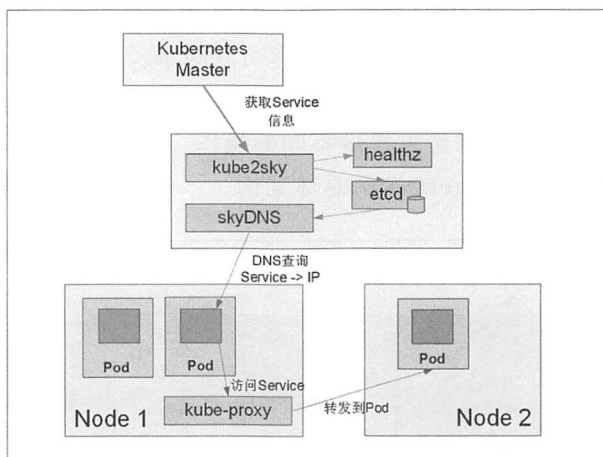 Kubernetes
Master
获取Service
信息
kube2sky
healthz
etcd
skyDNS
DNS查询
Service -> IP
Pod
Pod
Pod
访问Service
kube-proxy
转发到Pod
Node 1
Node 2